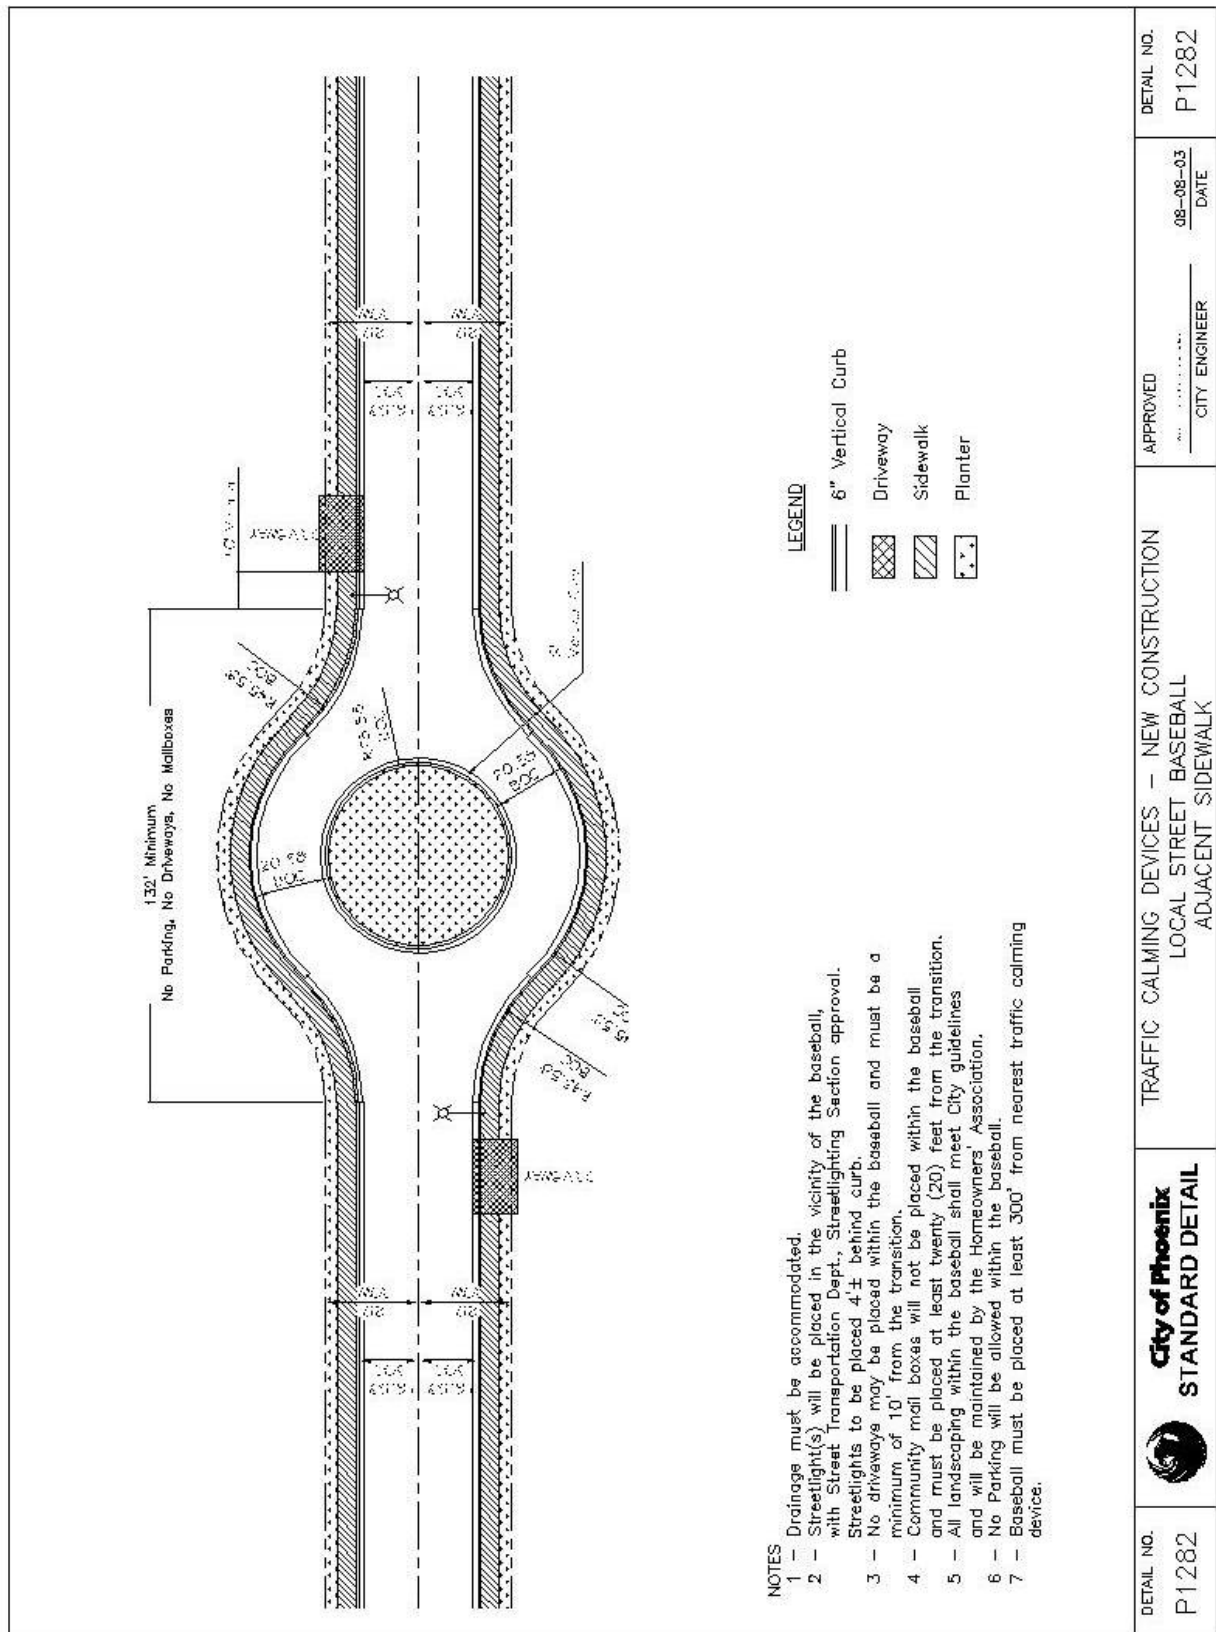 132' Minimum
No Parking, No Driveways, No Mailboxes
DRIVEWAY
20.58
BOC
20.58
BOC
DRIVEWAY
LEGEND
6" Vertical Curb
Driveway
Sidewalk
Planter
NOTES
1 - Drainage must be accommodated.
2 - Streetlight(s) will be placed in the vicinity of the baseball,
with Street Transportation Dept., Streetlighting Section approval.
Streetlights to be placed 4'± behind curb.
3 - No driveways may be placed within the baseball and must be a
minimum of 10' from the transition.
4 - Community mail boxes will not be placed within the baseball
and must be placed at least twenty (20) feet from the transition.
5 - All landscaping within the baseball shall meet City guidelines
and will be maintained by the Homeowners' Association.
6 - No Parking will be allowed within the baseball.
7 - Baseball must be placed at least 300' from nearest traffic calming
device.
DETAIL NO.
P1282
City of Phoenix
STANDARD DETAIL
TRAFFIC CALMING DEVICES - NEW CONSTRUCTION
LOCAL STREET BASEBALL
ADJACENT SIDEWALK
APPROVED
CITY ENGINEER
08-08-03
DATE
DETAIL NO.
P1282